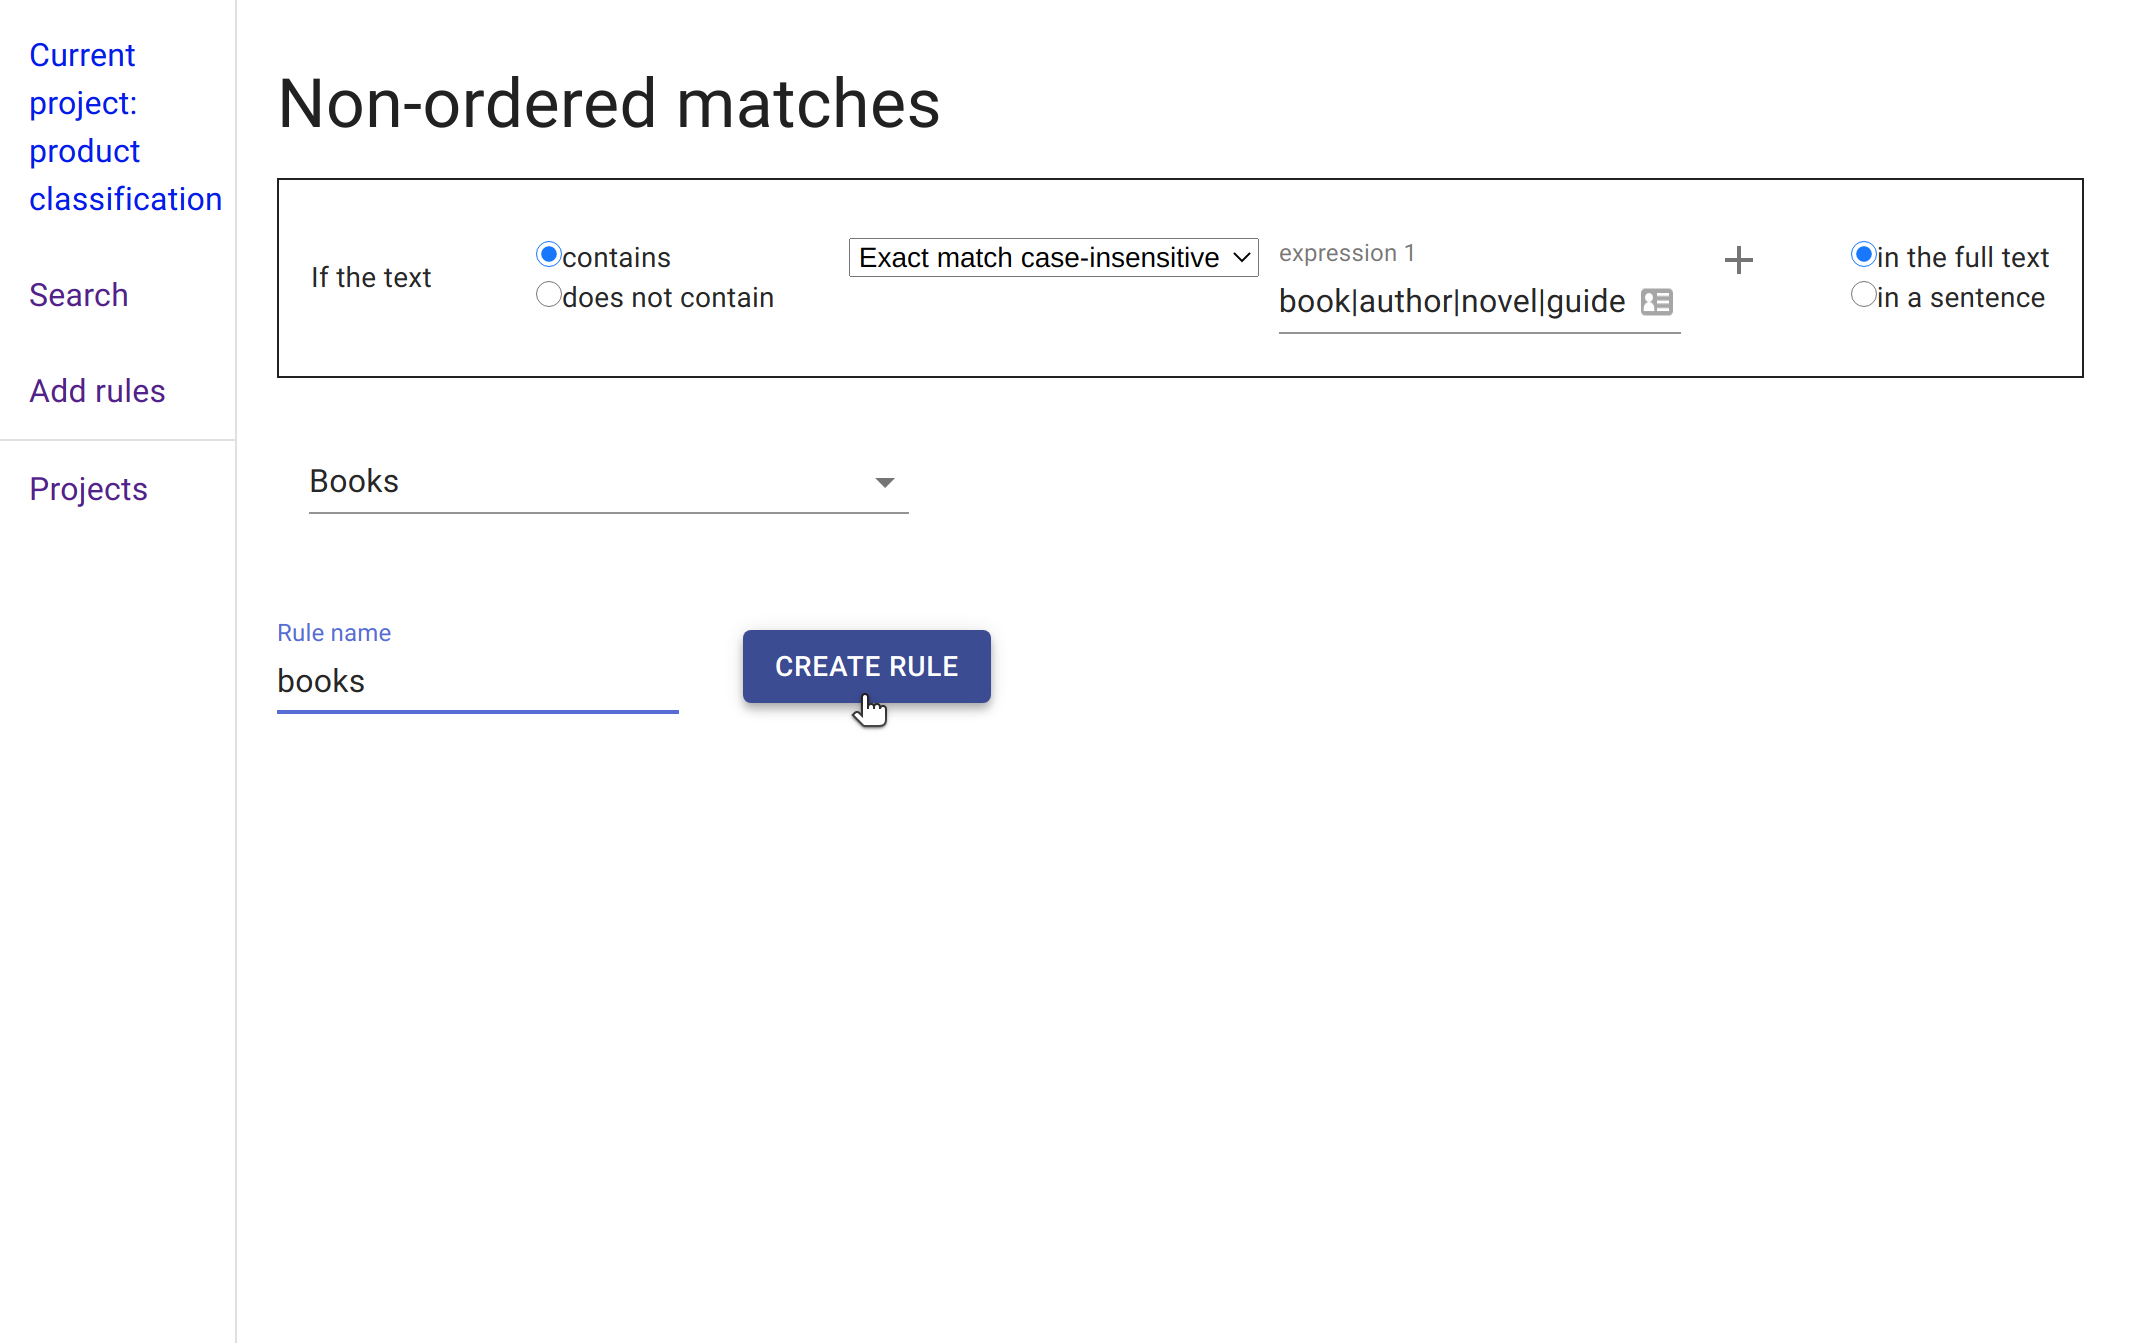 Current
project:
product
classification
Search
Add rules
Projects
Non-ordered matches
If the text
contains
does not contain
Exact match case-insensitive
expression 1
book|author|novel|guide
in the full text
in a sentence
Books
Rule name
books
CREATE RULE